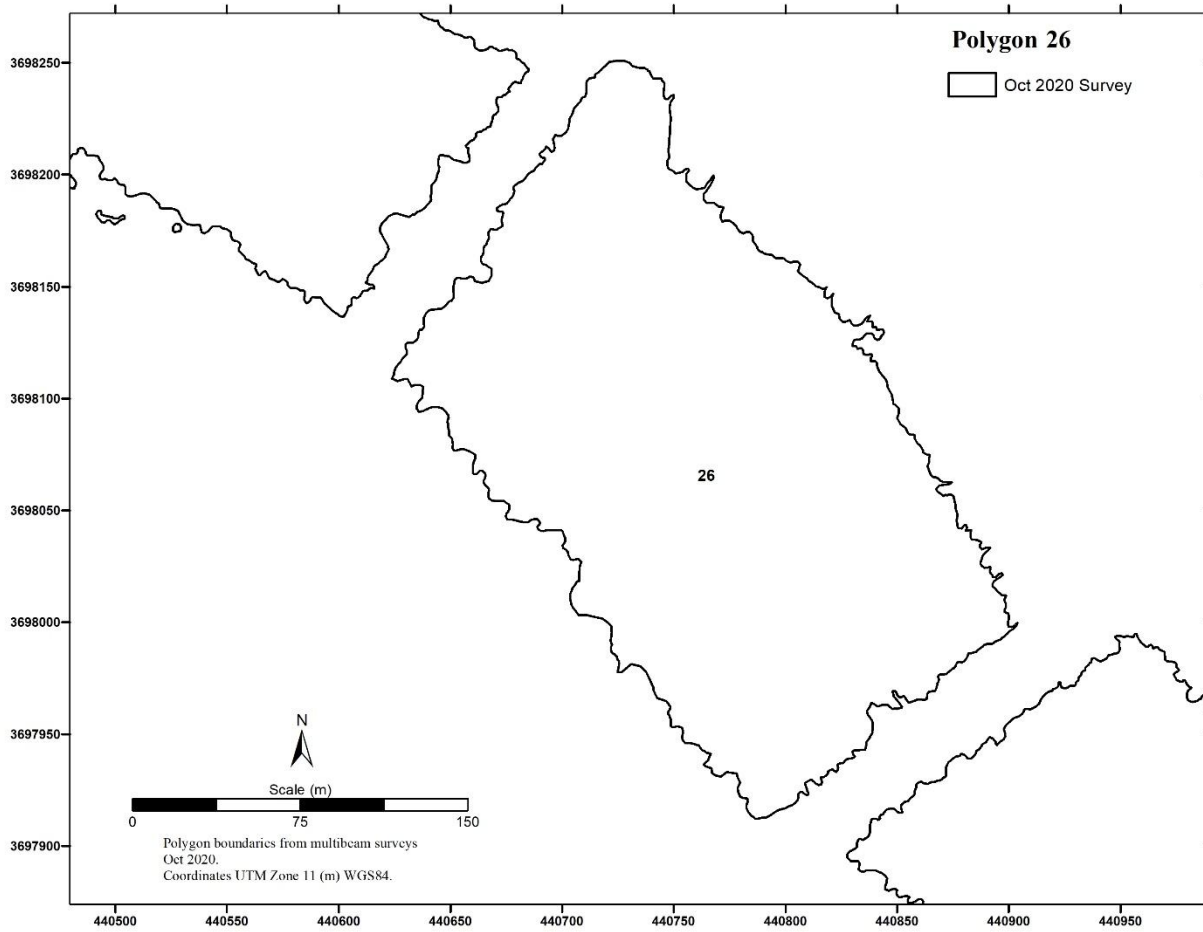 Polygon 26
Oct 2020 Survey
3698250
3698200
3698150
3698100
3698050
3698000
3697950
3697900
26
N
Scale (m)
0 75 150
Polygon boundaries from multibeam surveys
Oct 2020.
Coordinates UTM Zone 11 (m) WGS84.
440500 440550 440600 440650 440700 440750 440800 440850 440900 440950